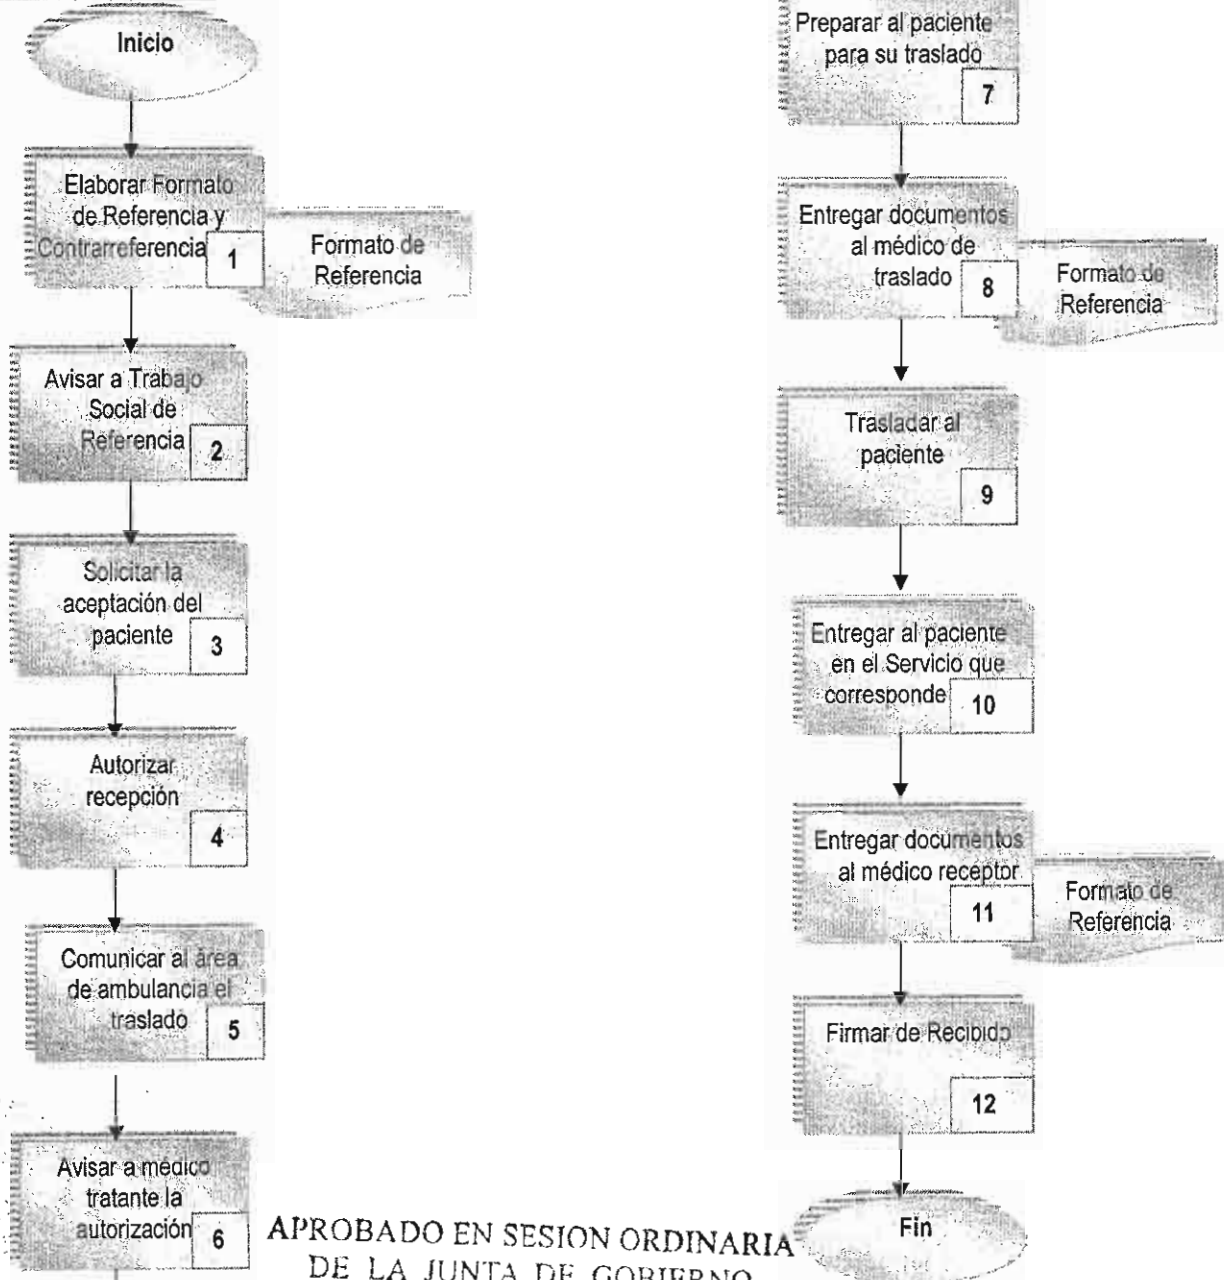 Inicio
Elaborar Formato
de Referencia y
Contrarreferencia
1
Formato de
Referencia
Avisar a Trabajo
Social de
Referencia
2
Solicitar la
aceptación del
paciente
3
Autorizar
recepción
4
Comunicar al área
de ambulancia el
traslado
5
Avisar a médico
tratante la
autorización
6
Preparar al paciente
para su traslado
7
Entregar documentos
al médico de
traslado
8
Formato de
Referencia
Trasladar al
paciente
9
Entregar al paciente
en el Servicio que
corresponde
10
Entregar documentos
al médico receptor
11
Formato de
Referencia
Firmar de Recibido
12
Fin
APROBADO EN SESION ORDINARIA
DE LA JUNTA DE GOBIERNO